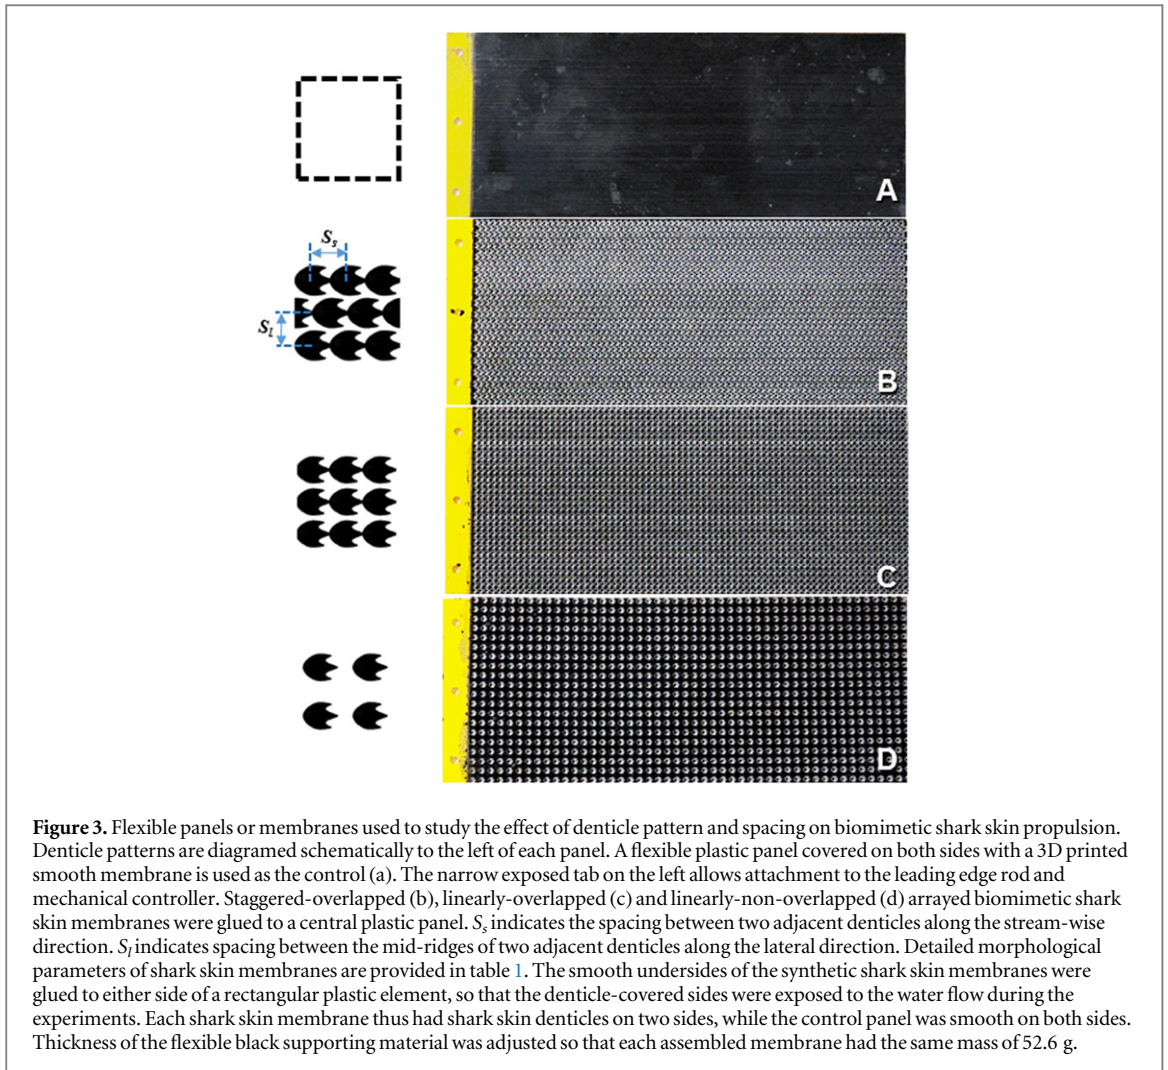 A
Ss
Sl
B
C
D
Figure 3. Flexible panels or membranes used to study the effect of denticle pattern and spacing on biomimetic shark skin propulsion.
Denticle patterns are diagramed schematically to the left of each panel. A flexible plastic panel covered on both sides with a 3D printed
smooth membrane is used as the control (a). The narrow exposed tab on the left allows attachment to the leading edge rod and
mechanical controller. Staggered-overlapped (b), linearly-overlapped (c) and linearly-non-overlapped (d) arrayed biomimetic shark
skin membranes were glued to a central plastic panel. Ss indicates the spacing between two adjacent denticles along the stream-wise
direction. Sl indicates spacing between the mid-ridges of two adjacent denticles along the lateral direction. Detailed morphological
parameters of shark skin membranes are provided in table 1. The smooth undersides of the synthetic shark skin membranes were
glued to either side of a rectangular plastic element, so that the denticle-covered sides were exposed to the water flow during the
experiments. Each shark skin membrane thus had shark skin denticles on two sides, while the control panel was smooth on both sides.
Thickness of the flexible black supporting material was adjusted so that each assembled membrane had the same mass of 52.6 g.